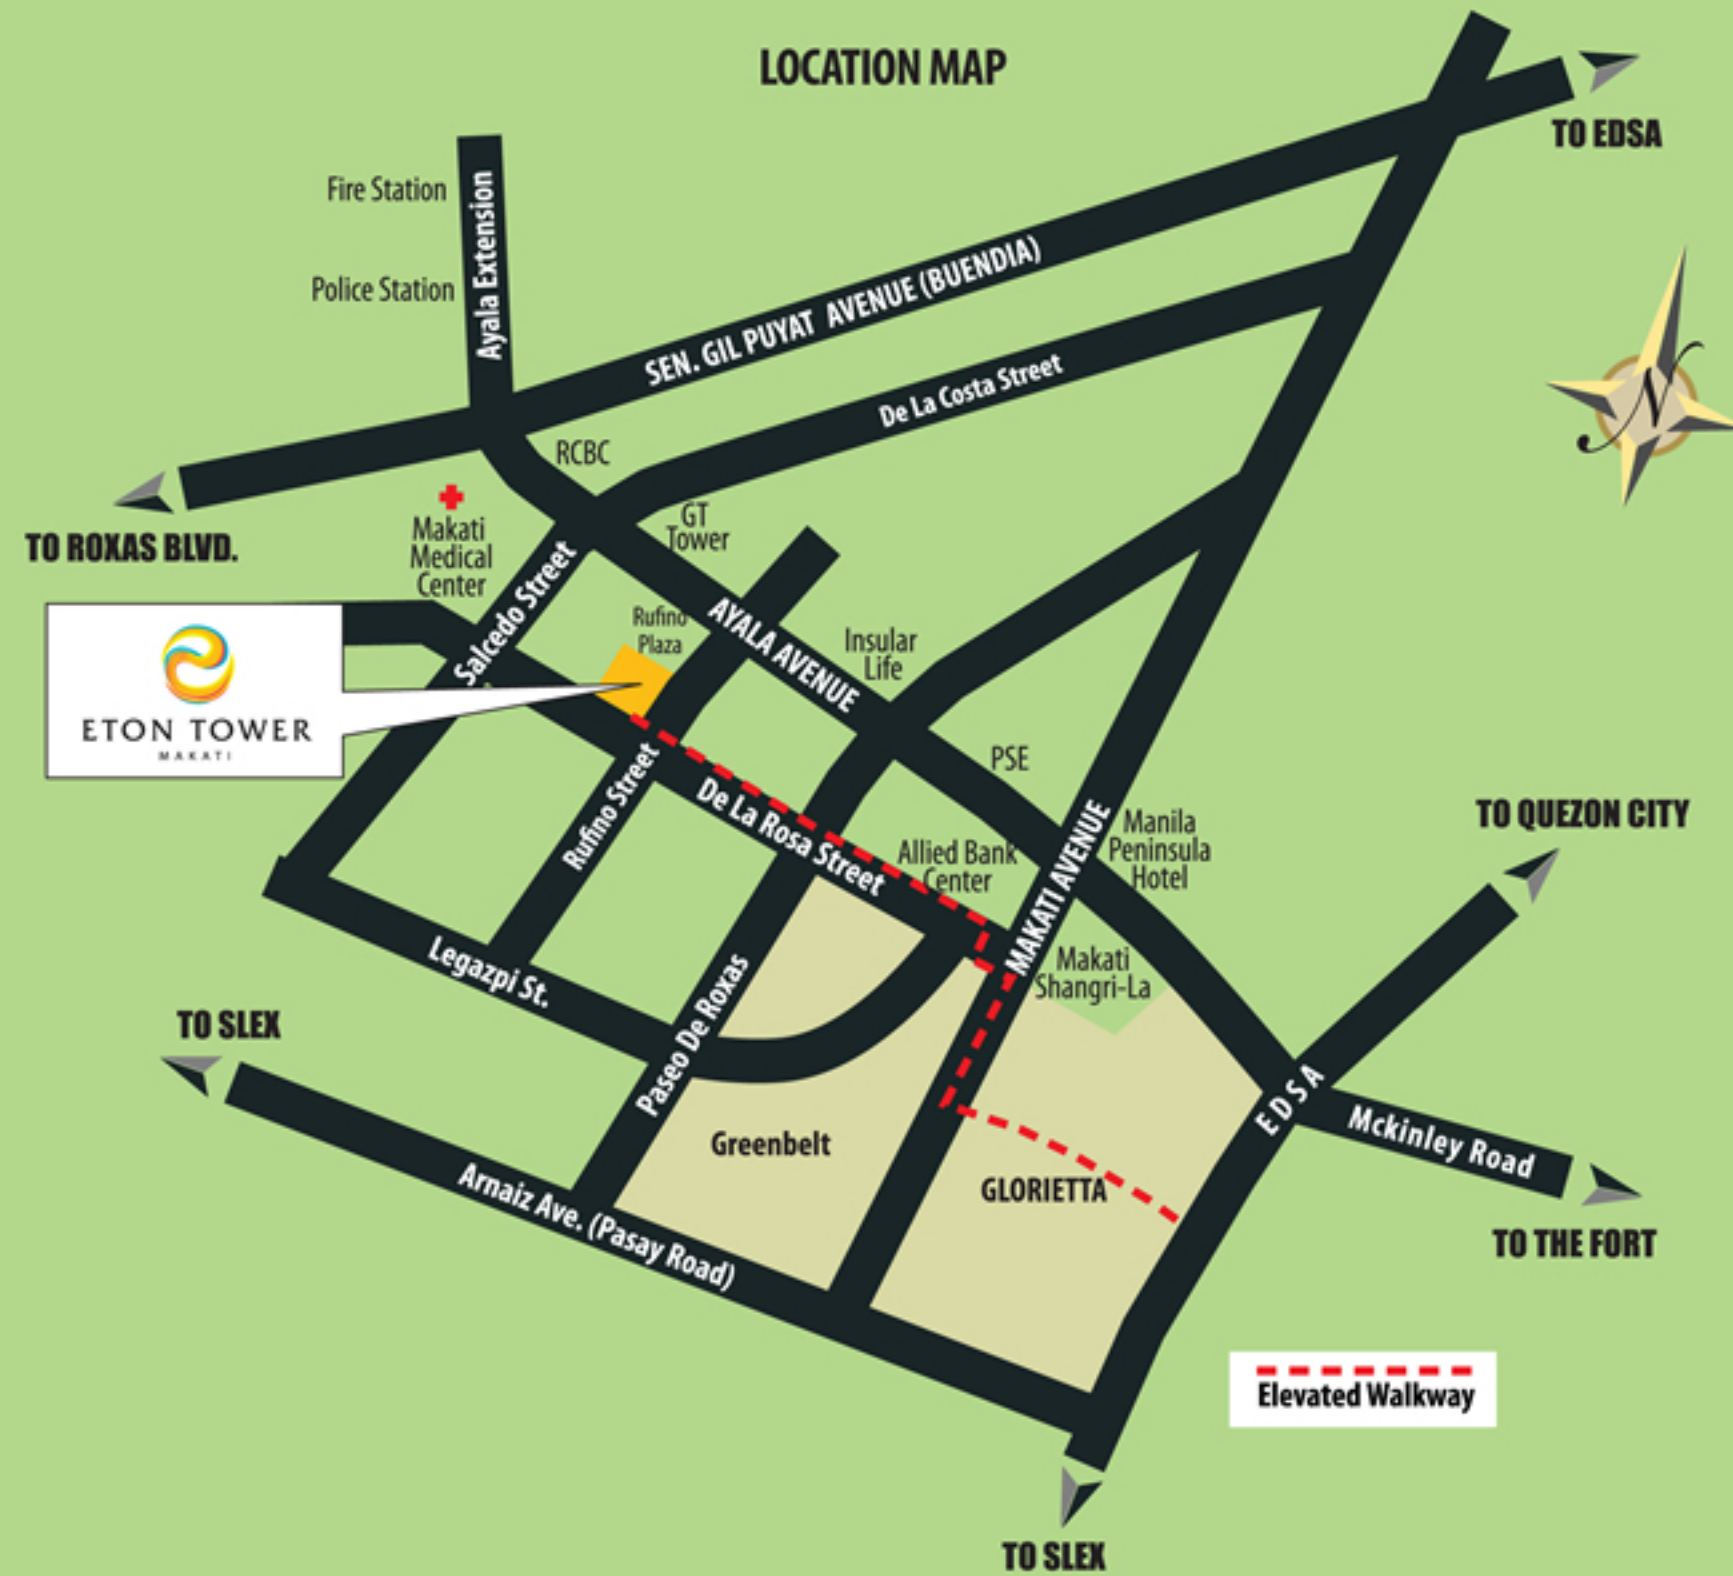 LOCATION MAP
TO EDSA
Fire Station
Ayala Extension
Police Station
SEN. GIL PUYAT AVENUE (BUENDIA)
De La Costa Street
N
RCBC
TO ROXAS BLVD.
Makati
Medical
Center
GT
Tower
Salcedo Street
Rufino
Plaza
AYALA AVENUE
Insular
Life
ETON TOWER
MAKATI
PSE
Rufino Street
De La Rosa Street
Allied Bank
Center
MAKATI AVENUE
Manila
Peninsula
Hotel
TO QUEZON CITY
Legazpi St.
Paseo De Roxas
Makati
Shangri-La
TO SLEX
EDSA
Mckinley Road
Greenbelt
GLORIETTA
Arnaiz Ave. (Pasay Road)
TO THE FORT
Elevated Walkway
TO SLEX